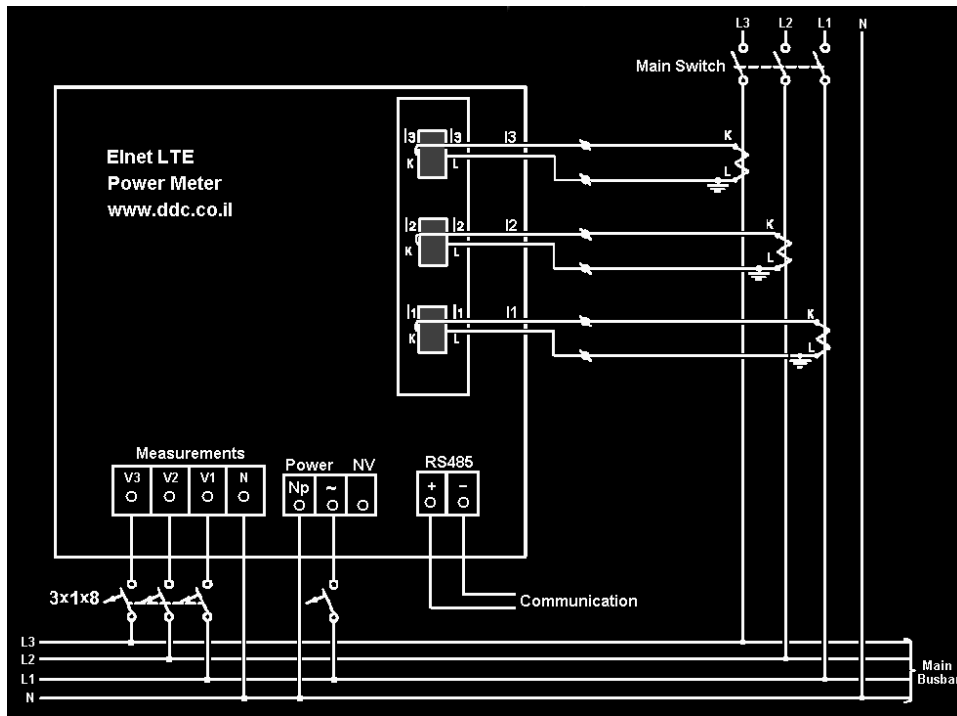 L3 L2 L1 N
Main Switch
Elnet LTE
Power Meter
www.ddc.co.il
I3 I3 I3
K L
K
L
I2 I2 I2
K L
K
L
I1 I1 I1
K L
K
L
Measurements
V3 V2 V1 N
Power NV
Np ~
RS485
+ −
3x1x8
Communication
L3
L2
L1
N
Main
Busbar